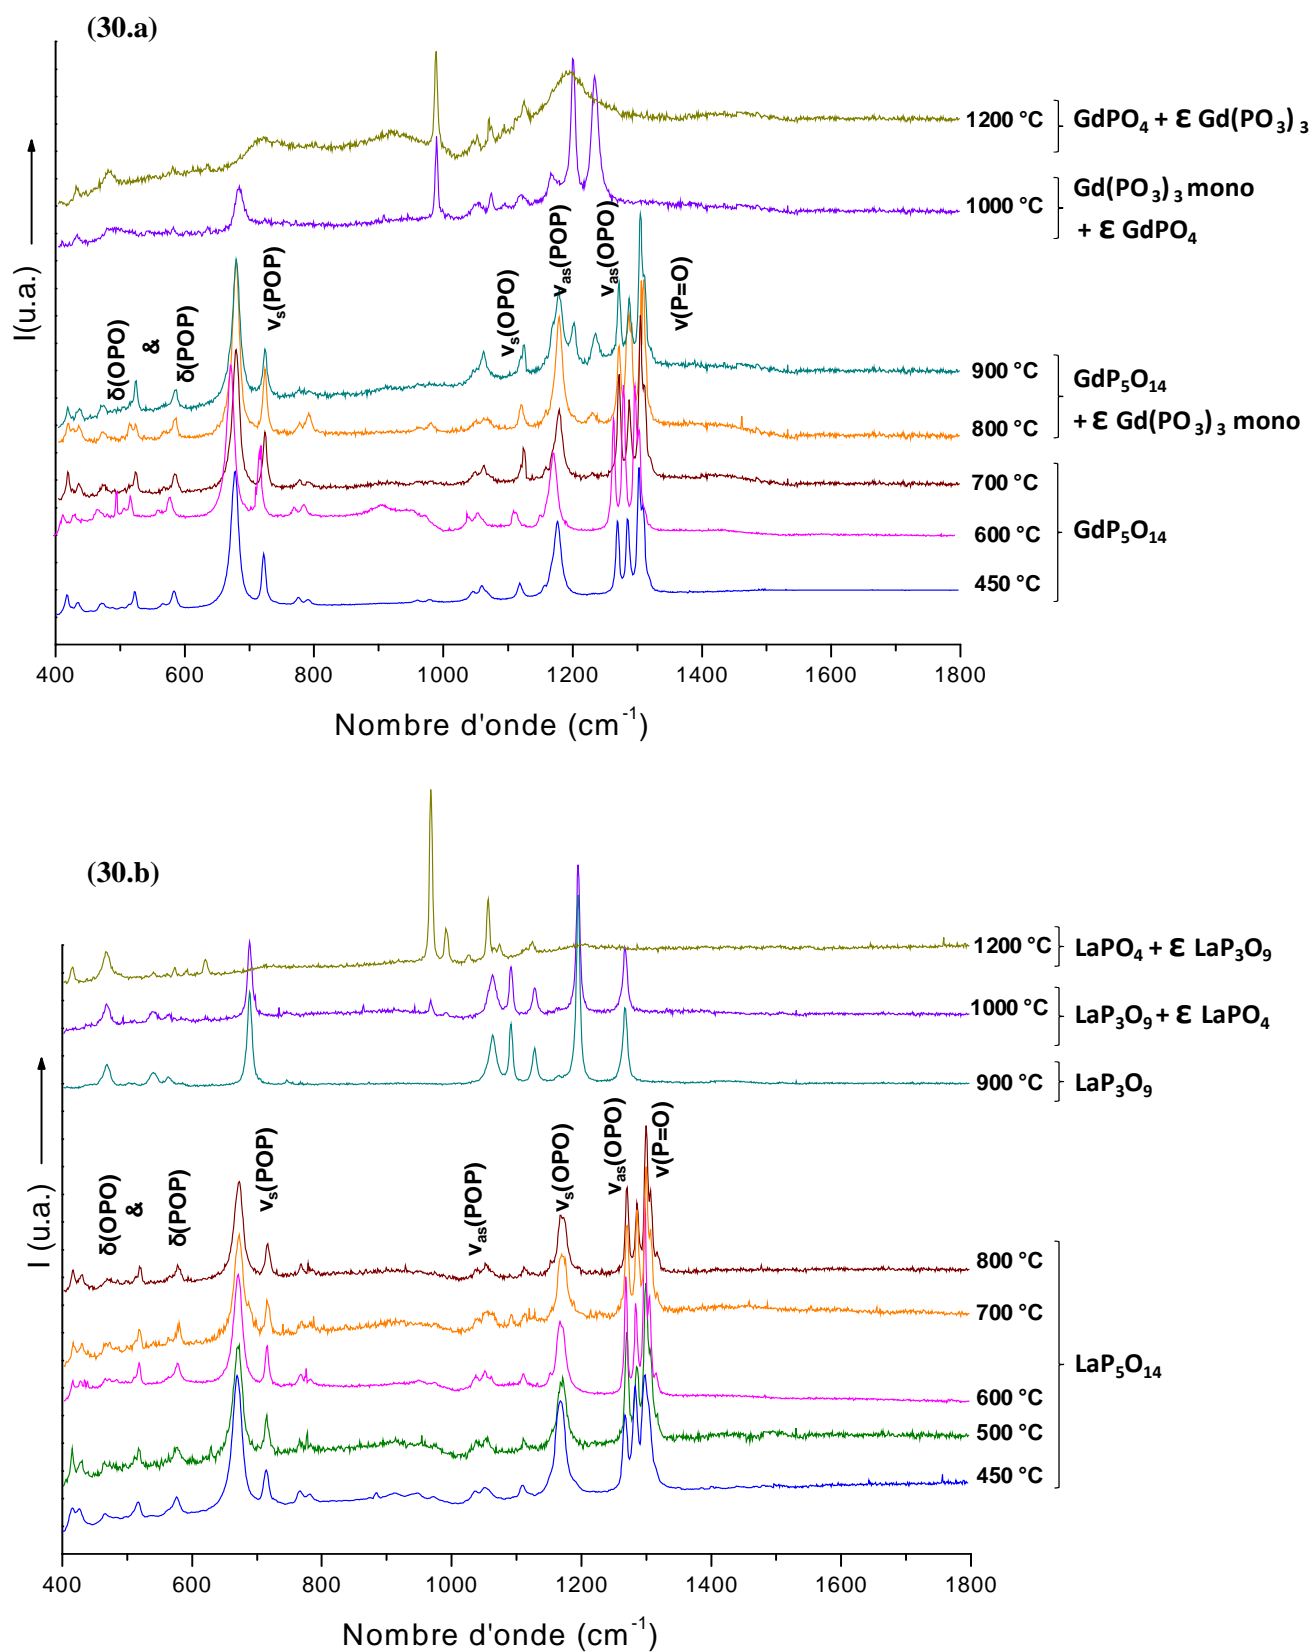 (30.a)
I(u.a.)
1200 °C
GdPO₄ + ε Gd(PO₃)₃
1000 °C
Gd(PO₃)₃ mono
+ ε GdPO₄
δ(OPO)
&
δ(POP)
νs(POP)
νs(OPO)
νas(POP)
νas(OPO)
ν(P=O)
900 °C
800 °C
GdP₅O₁₄
+ ε Gd(PO₃)₃ mono
700 °C
600 °C
450 °C
GdP₅O₁₄
400 600 800 1000 1200 1400 1600 1800
Nombre d'onde (cm⁻¹)
(30.b)
I (u.a.)
1200 °C
LaPO₄ + ε LaP₃O₉
1000 °C
LaP₃O₉ + ε LaPO₄
900 °C
LaP₃O₉
δ(OPO)
&
δ(POP)
νs(POP)
νas(POP)
νs(OPO)
νas(OPO)
ν(P=O)
800 °C
700 °C
600 °C
500 °C
450 °C
LaP₅O₁₄
400 600 800 1000 1200 1400 1600 1800
Nombre d'onde (cm⁻¹)